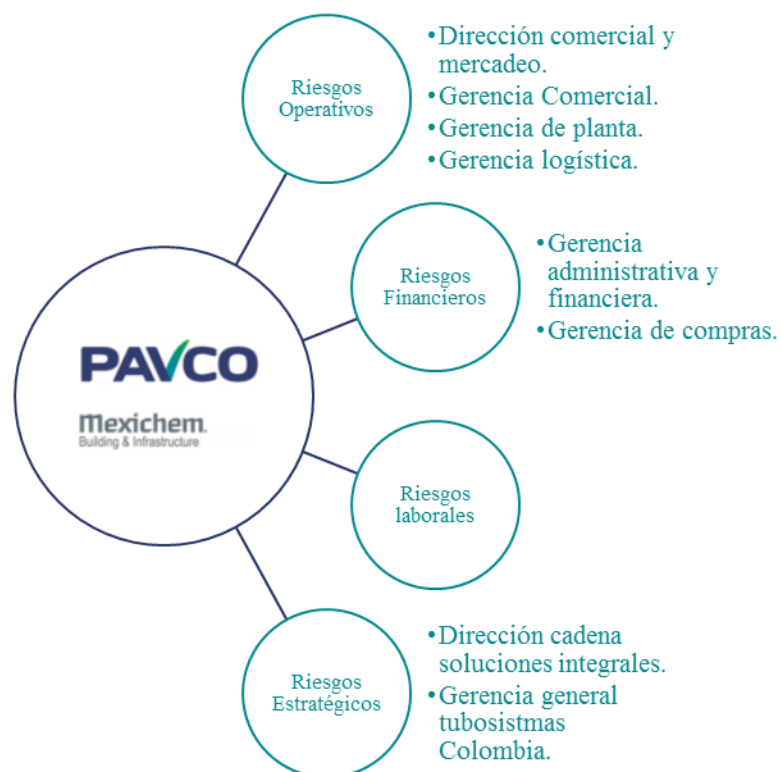 Riesgos
Operativos
•Dirección comercial y
mercadeo.
•Gerencia Comercial.
•Gerencia de planta.
•Gerencia logística.
Riesgos
Financieros
•Gerencia
administrativa y
financiera.
•Gerencia de compras.
PAVCO
Mexichem.
Building & Infrastructure
Riesgos
laborales
Riesgos
Estratégicos
•Dirección cadena
soluciones integrales.
•Gerencia general
tubosistmas
Colombia.